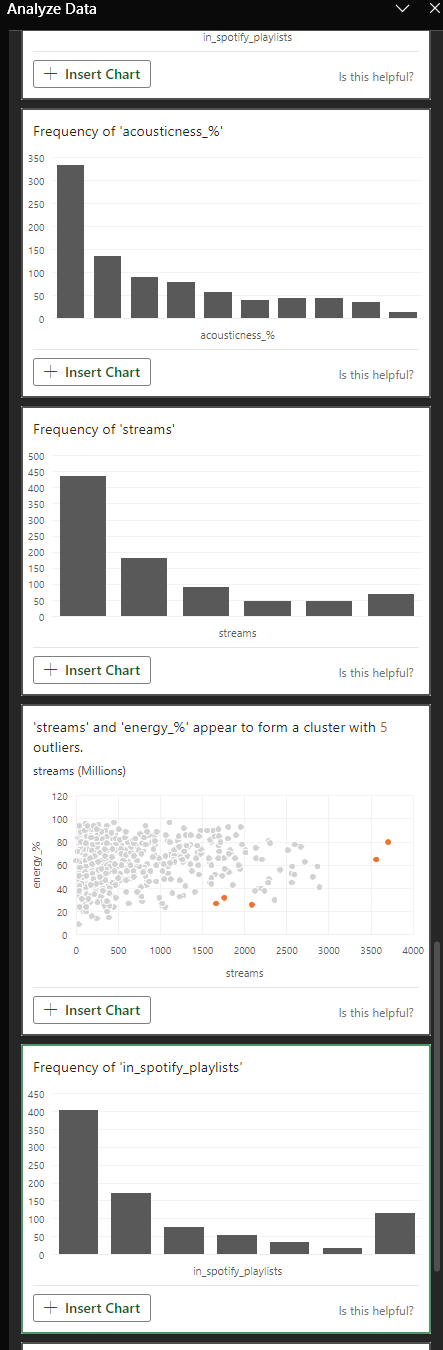 Analyze Data
in_spotify_playlists
Insert Chart
Is this helpful?
Frequency of 'acousticness_%'
350
300
250
200
150
100
50
0
acousticness_%
Insert Chart
Is this helpful?
Frequency of 'streams'
500
450
400
350
300
250
200
150
100
50
0
streams
Insert Chart
Is this helpful?
'streams' and 'energy_%' appear to form a cluster with 5
outliers.
streams (Millions)
energy_%
120
100
80
60
40
20
0
0 500 1000 1500 2000 2500 3000 3500 4000
streams
Insert Chart
Is this helpful?
Frequency of 'in_spotify_playlists'
450
400
350
300
250
200
150
100
50
0
in_spotify_playlists
Insert Chart
Is this helpful?